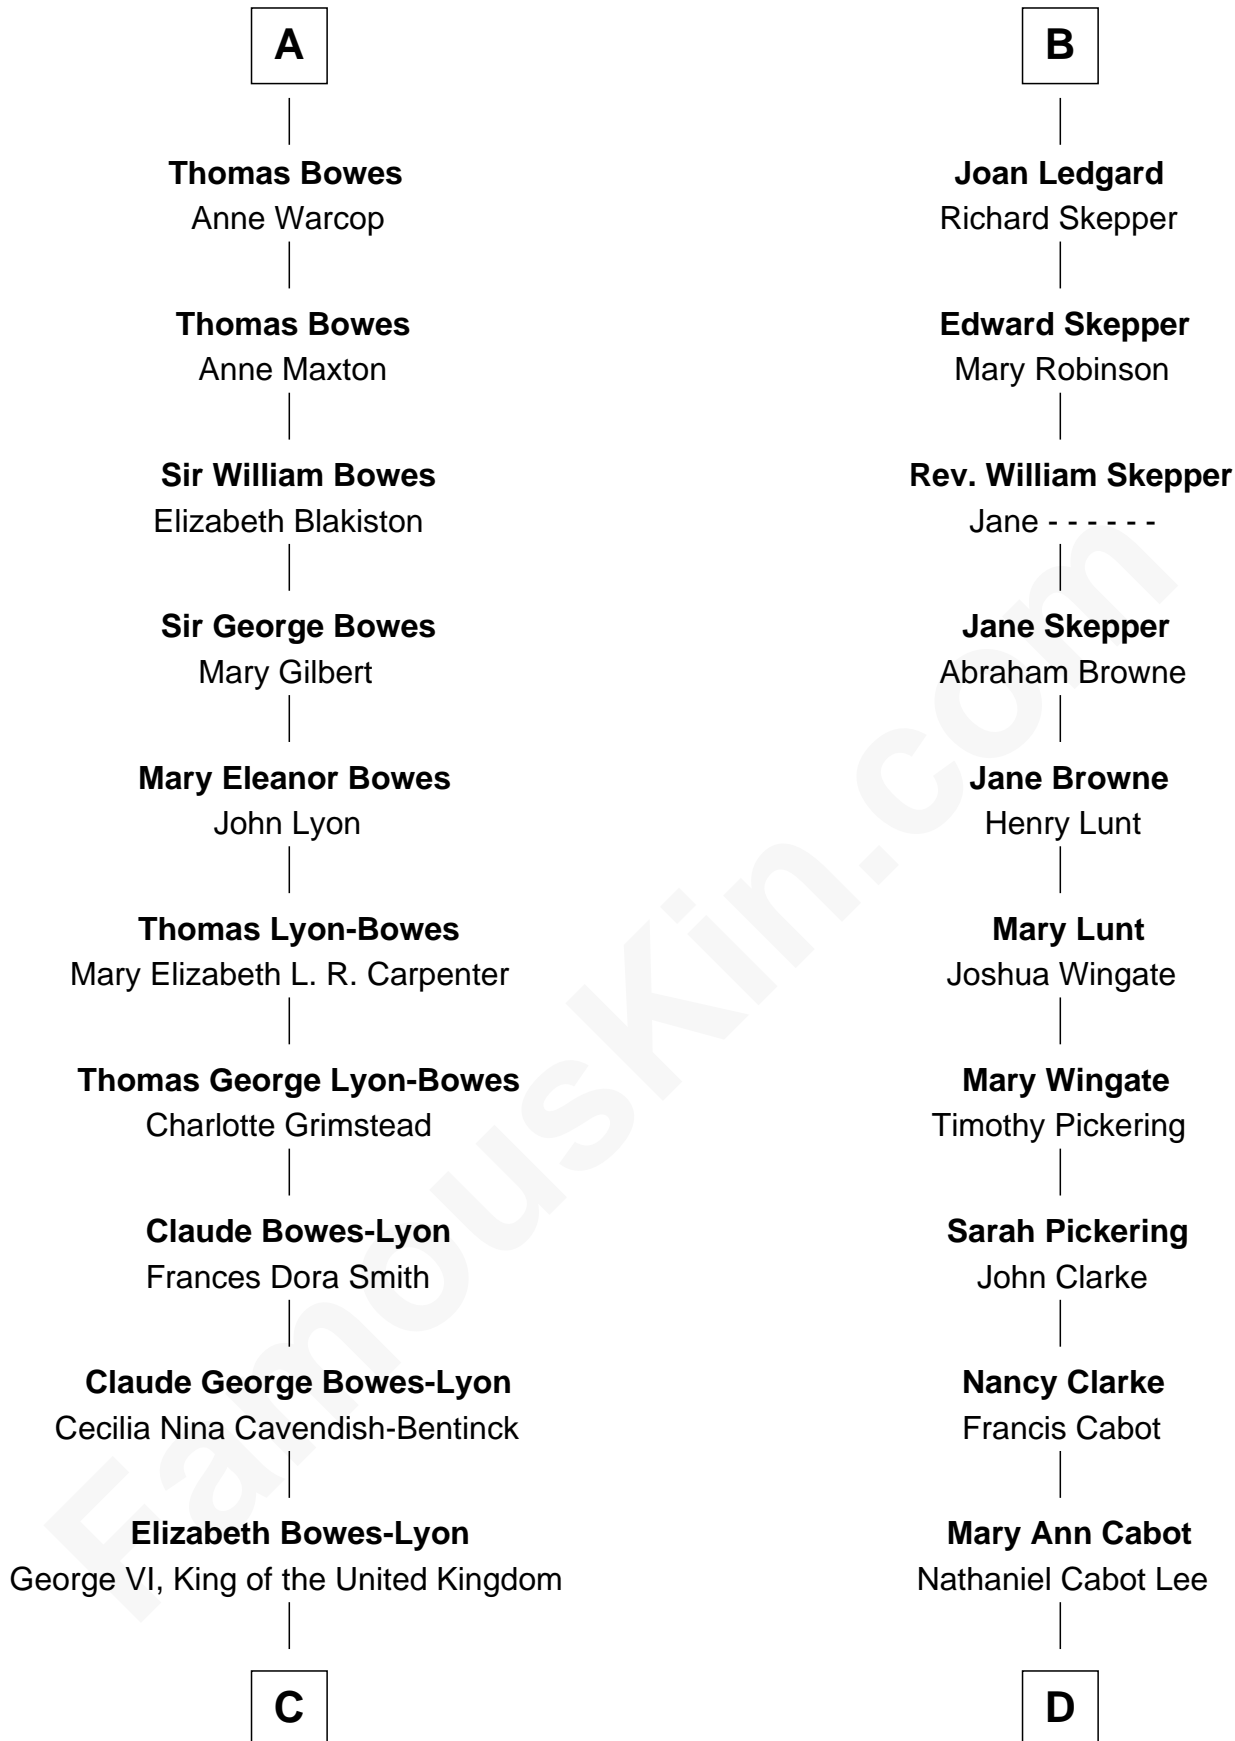 A
Thomas Bowes
Anne Warcop
Thomas Bowes
Anne Maxton
Sir William Bowes
Elizabeth Blakiston
Sir George Bowes
Mary Gilbert
Mary Eleanor Bowes
John Lyon
Thomas Lyon-Bowes
Mary Elizabeth L. R. Carpenter
Thomas George Lyon-Bowes
Charlotte Grimstead
Claude Bowes-Lyon
Frances Dora Smith
Claude George Bowes-Lyon
Cecilia Nina Cavendish-Bentinck
Elizabeth Bowes-Lyon
George VI, King of the United Kingdom
C
B
Joan Ledgard
Richard Skepper
Edward Skepper
Mary Robinson
Rev. William Skepper
Jane - - - - - -
Jane Skepper
Abraham Browne
Jane Browne
Henry Lunt
Mary Lunt
Joshua Wingate
Mary Wingate
Timothy Pickering
Sarah Pickering
John Clarke
Nancy Clarke
Francis Cabot
Mary Ann Cabot
Nathaniel Cabot Lee
D
FamousKin.com